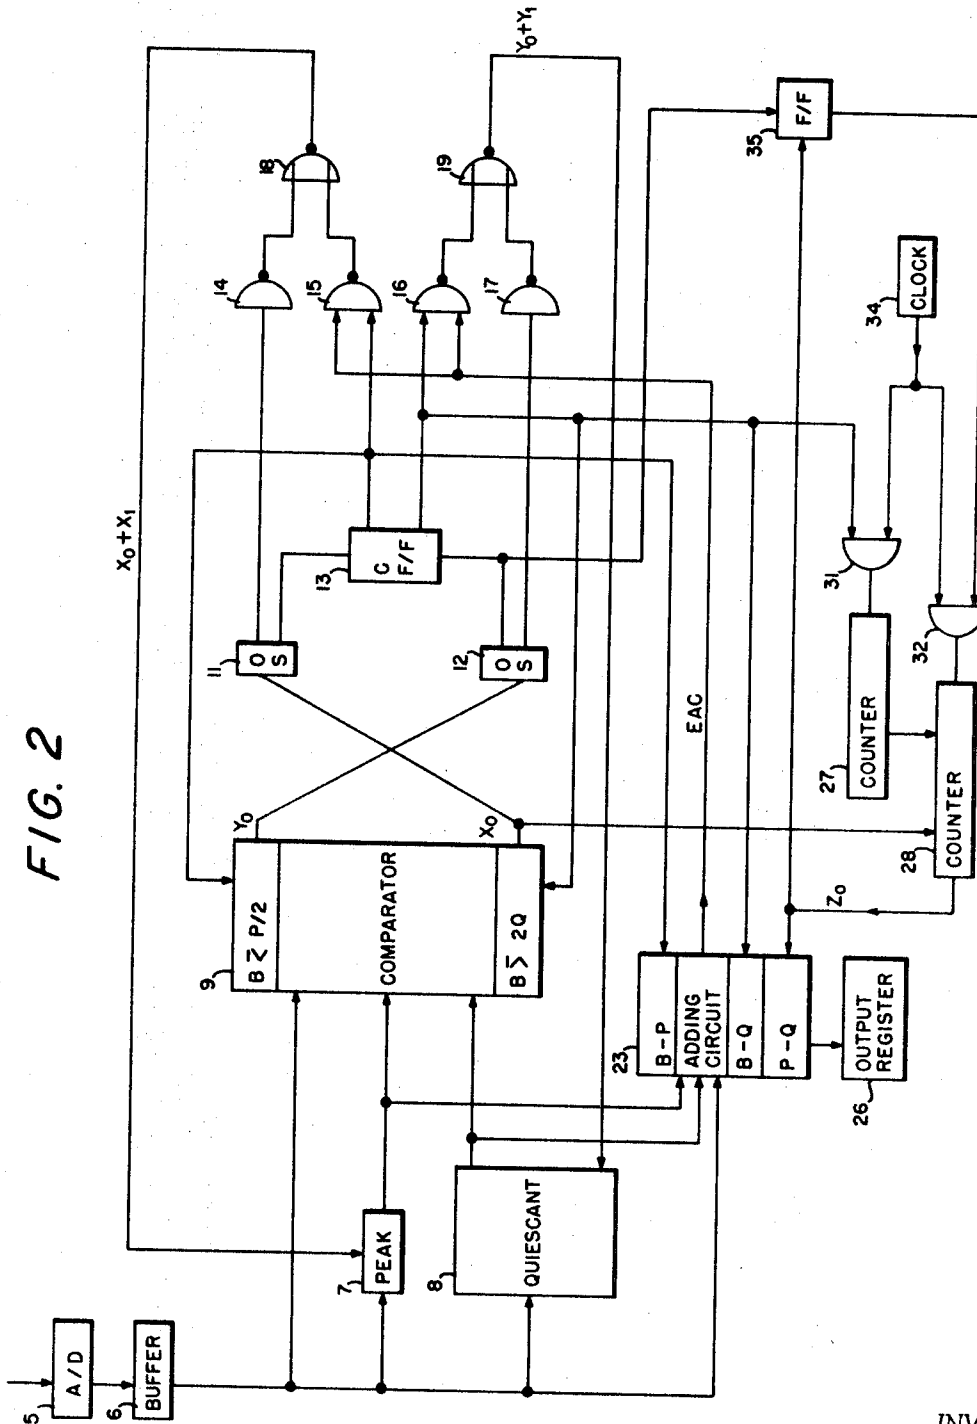 FIG. 2
X0+X1
Y0+Y1
5
A/D
6
BUFFER
7
PEAK
8
QUIESCANT
9
B ⋜ P/2
COMPARATOR
B ⋝ 2Q
Y0
X0
11
O
S
12
O
S
13
C
F/F
14
15
16
17
18
19
EAC
23
B-P
ADDING
CIRCUIT
B-Q
P-Q
26
OUTPUT
REGISTER
Z0
27
COUNTER
28
COUNTER
31
32
34
CLOCK
35
F/F